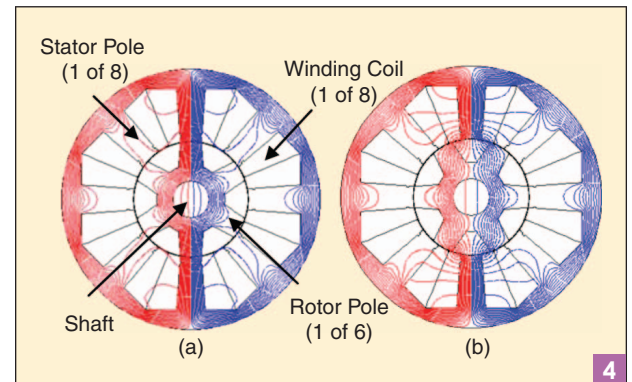 Stator Pole
(1 of 8)
Winding Coil
(1 of 8)
Shaft
Rotor Pole
(1 of 6)
(a)
(b)
4